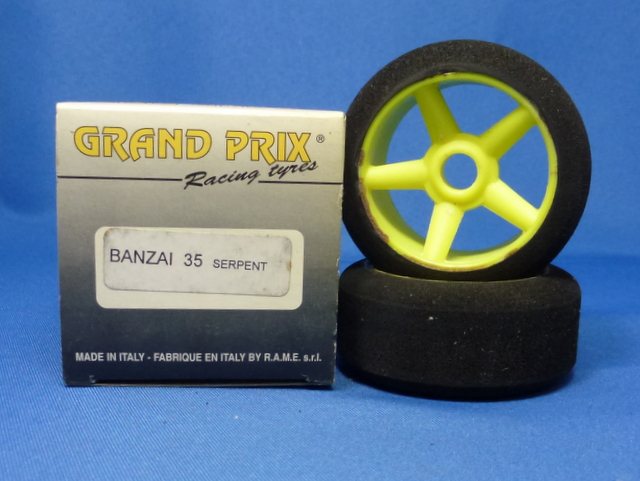 GRAND PRIX®
Racing tyres
BANZAI 35 SERPENT
MADE IN ITALY - FABRIQUE EN ITALY BY R.A.M.E. s.r.l.